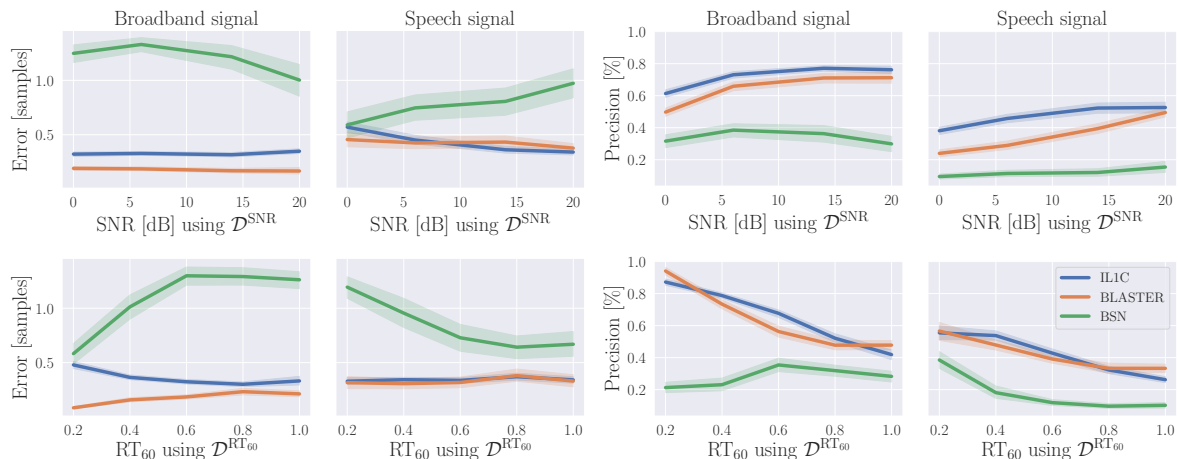 Broadband signal
Speech signal
Broadband signal
Speech signal
Error [samples]
1.0
0.5
0 5 10 15 20
SNR [dB] using 𝒟^SNR
0 5 10 15 20
SNR [dB] using 𝒟^SNR
Precision [%]
1.0
0.8
0.6
0.4
0.2
0 5 10 15 20
SNR [dB] using 𝒟^SNR
0 5 10 15 20
SNR [dB] using 𝒟^SNR
Error [samples]
1.0
0.5
0.2 0.4 0.6 0.8 1.0
RT₆₀ using 𝒟^RT₆₀
0.2 0.4 0.6 0.8 1.0
RT₆₀ using 𝒟^RT₆₀
Precision [%]
1.0
0.8
0.6
0.4
0.2
0.2 0.4 0.6 0.8 1.0
RT₆₀ using 𝒟^RT₆₀
IL1C
BLASTER
BSN
0.2 0.4 0.6 0.8 1.0
RT₆₀ using 𝒟^RT₆₀